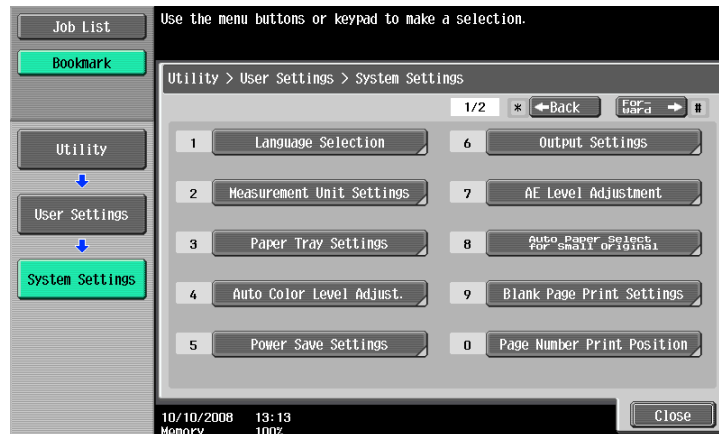 Job List
Bookmark
Use the menu buttons or keypad to make a selection.
Utility > User Settings > System Settings
1/2 * ←Back For-ward → #
Utility
User Settings
System Settings
1 Language Selection
2 Measurement Unit Settings
3 Paper Tray Settings
4 Auto Color Level Adjust.
5 Power Save Settings
6 Output Settings
7 AE Level Adjustment
8 Auto Paper Select
for Small Original
9 Blank Page Print Settings
0 Page Number Print Position
10/10/2008 13:13
Memory 100%
Close